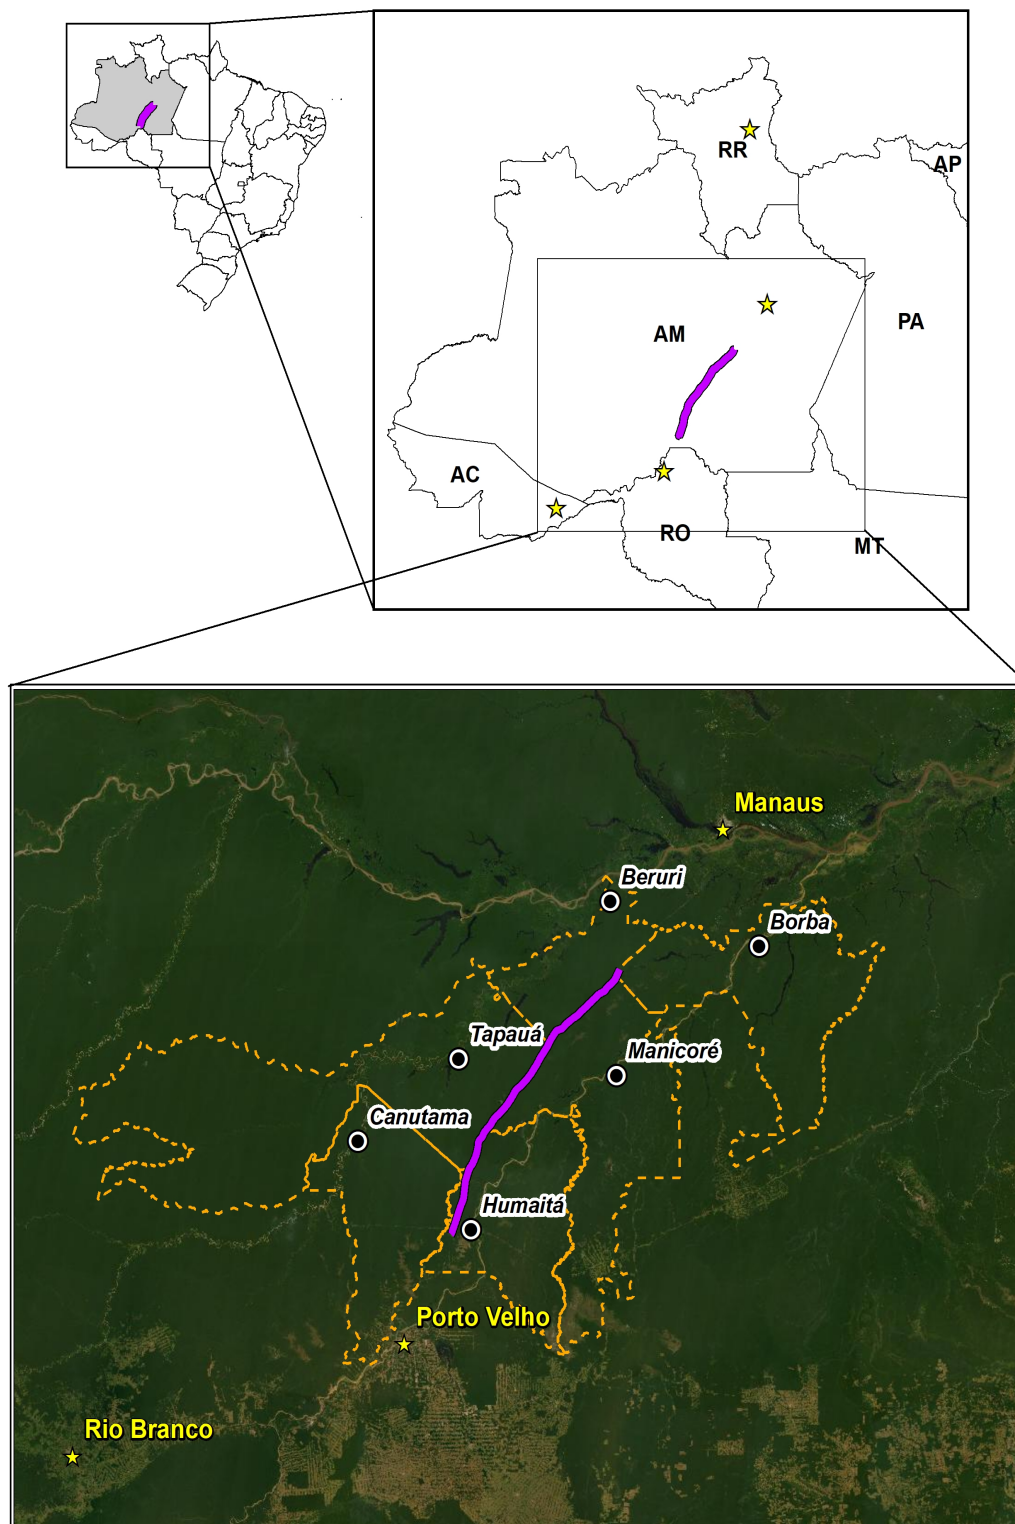 RR
AP
PA
AM
AC
RO
MT
Manaus
Beruri
Borba
Tapauá
Manicoré
Canutama
Humaitá
Porto Velho
Rio Branco